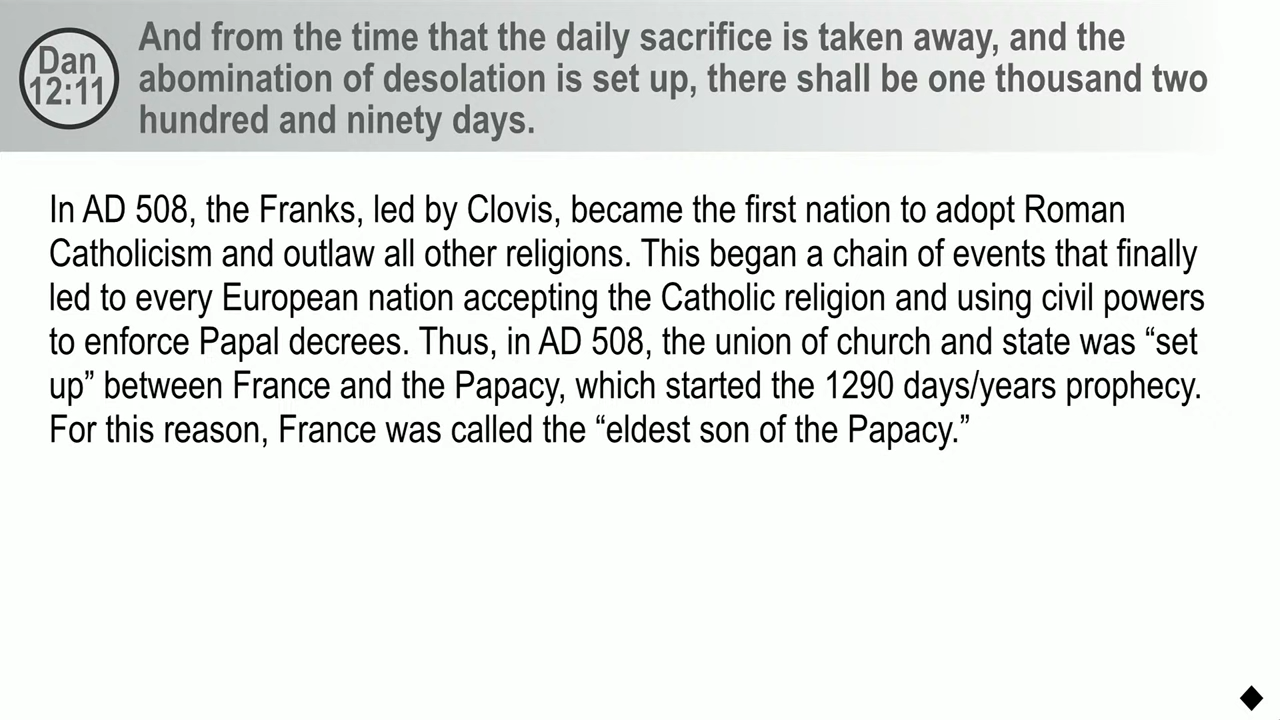 Dan
12:11
And from the time that the daily sacrifice is taken away, and the
abomination of desolation is set up, there shall be one thousand two
hundred and ninety days.
In AD 508, the Franks, led by Clovis, became the first nation to adopt Roman
Catholicism and outlaw all other religions. This began a chain of events that finally
led to every European nation accepting the Catholic religion and using civil powers
to enforce Papal decrees. Thus, in AD 508, the union of church and state was “set
up” between France and the Papacy, which started the 1290 days/years prophecy.
For this reason, France was called the “eldest son of the Papacy.”